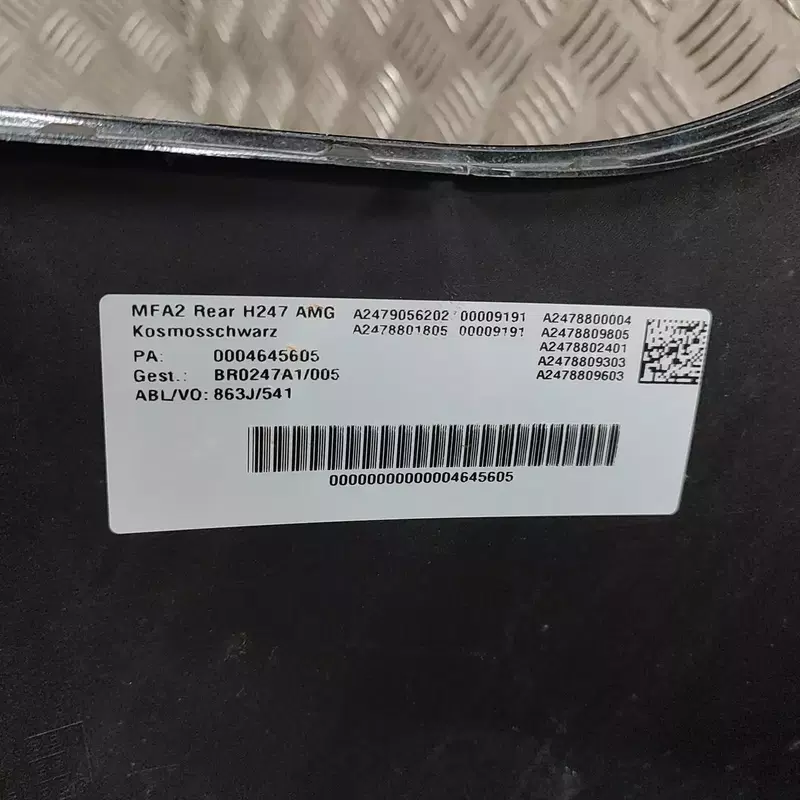 MFA2 Rear H247 AMG A2479056202 00009191 A2478800004
Kosmosschwarz A2478801805 00009191 A2478809805
A2478802401
PA: 0004645605 A2478809303
Gest.: BR0247A1/005 A2478809603
ABL/VO: 863J/541
00000000000004645605